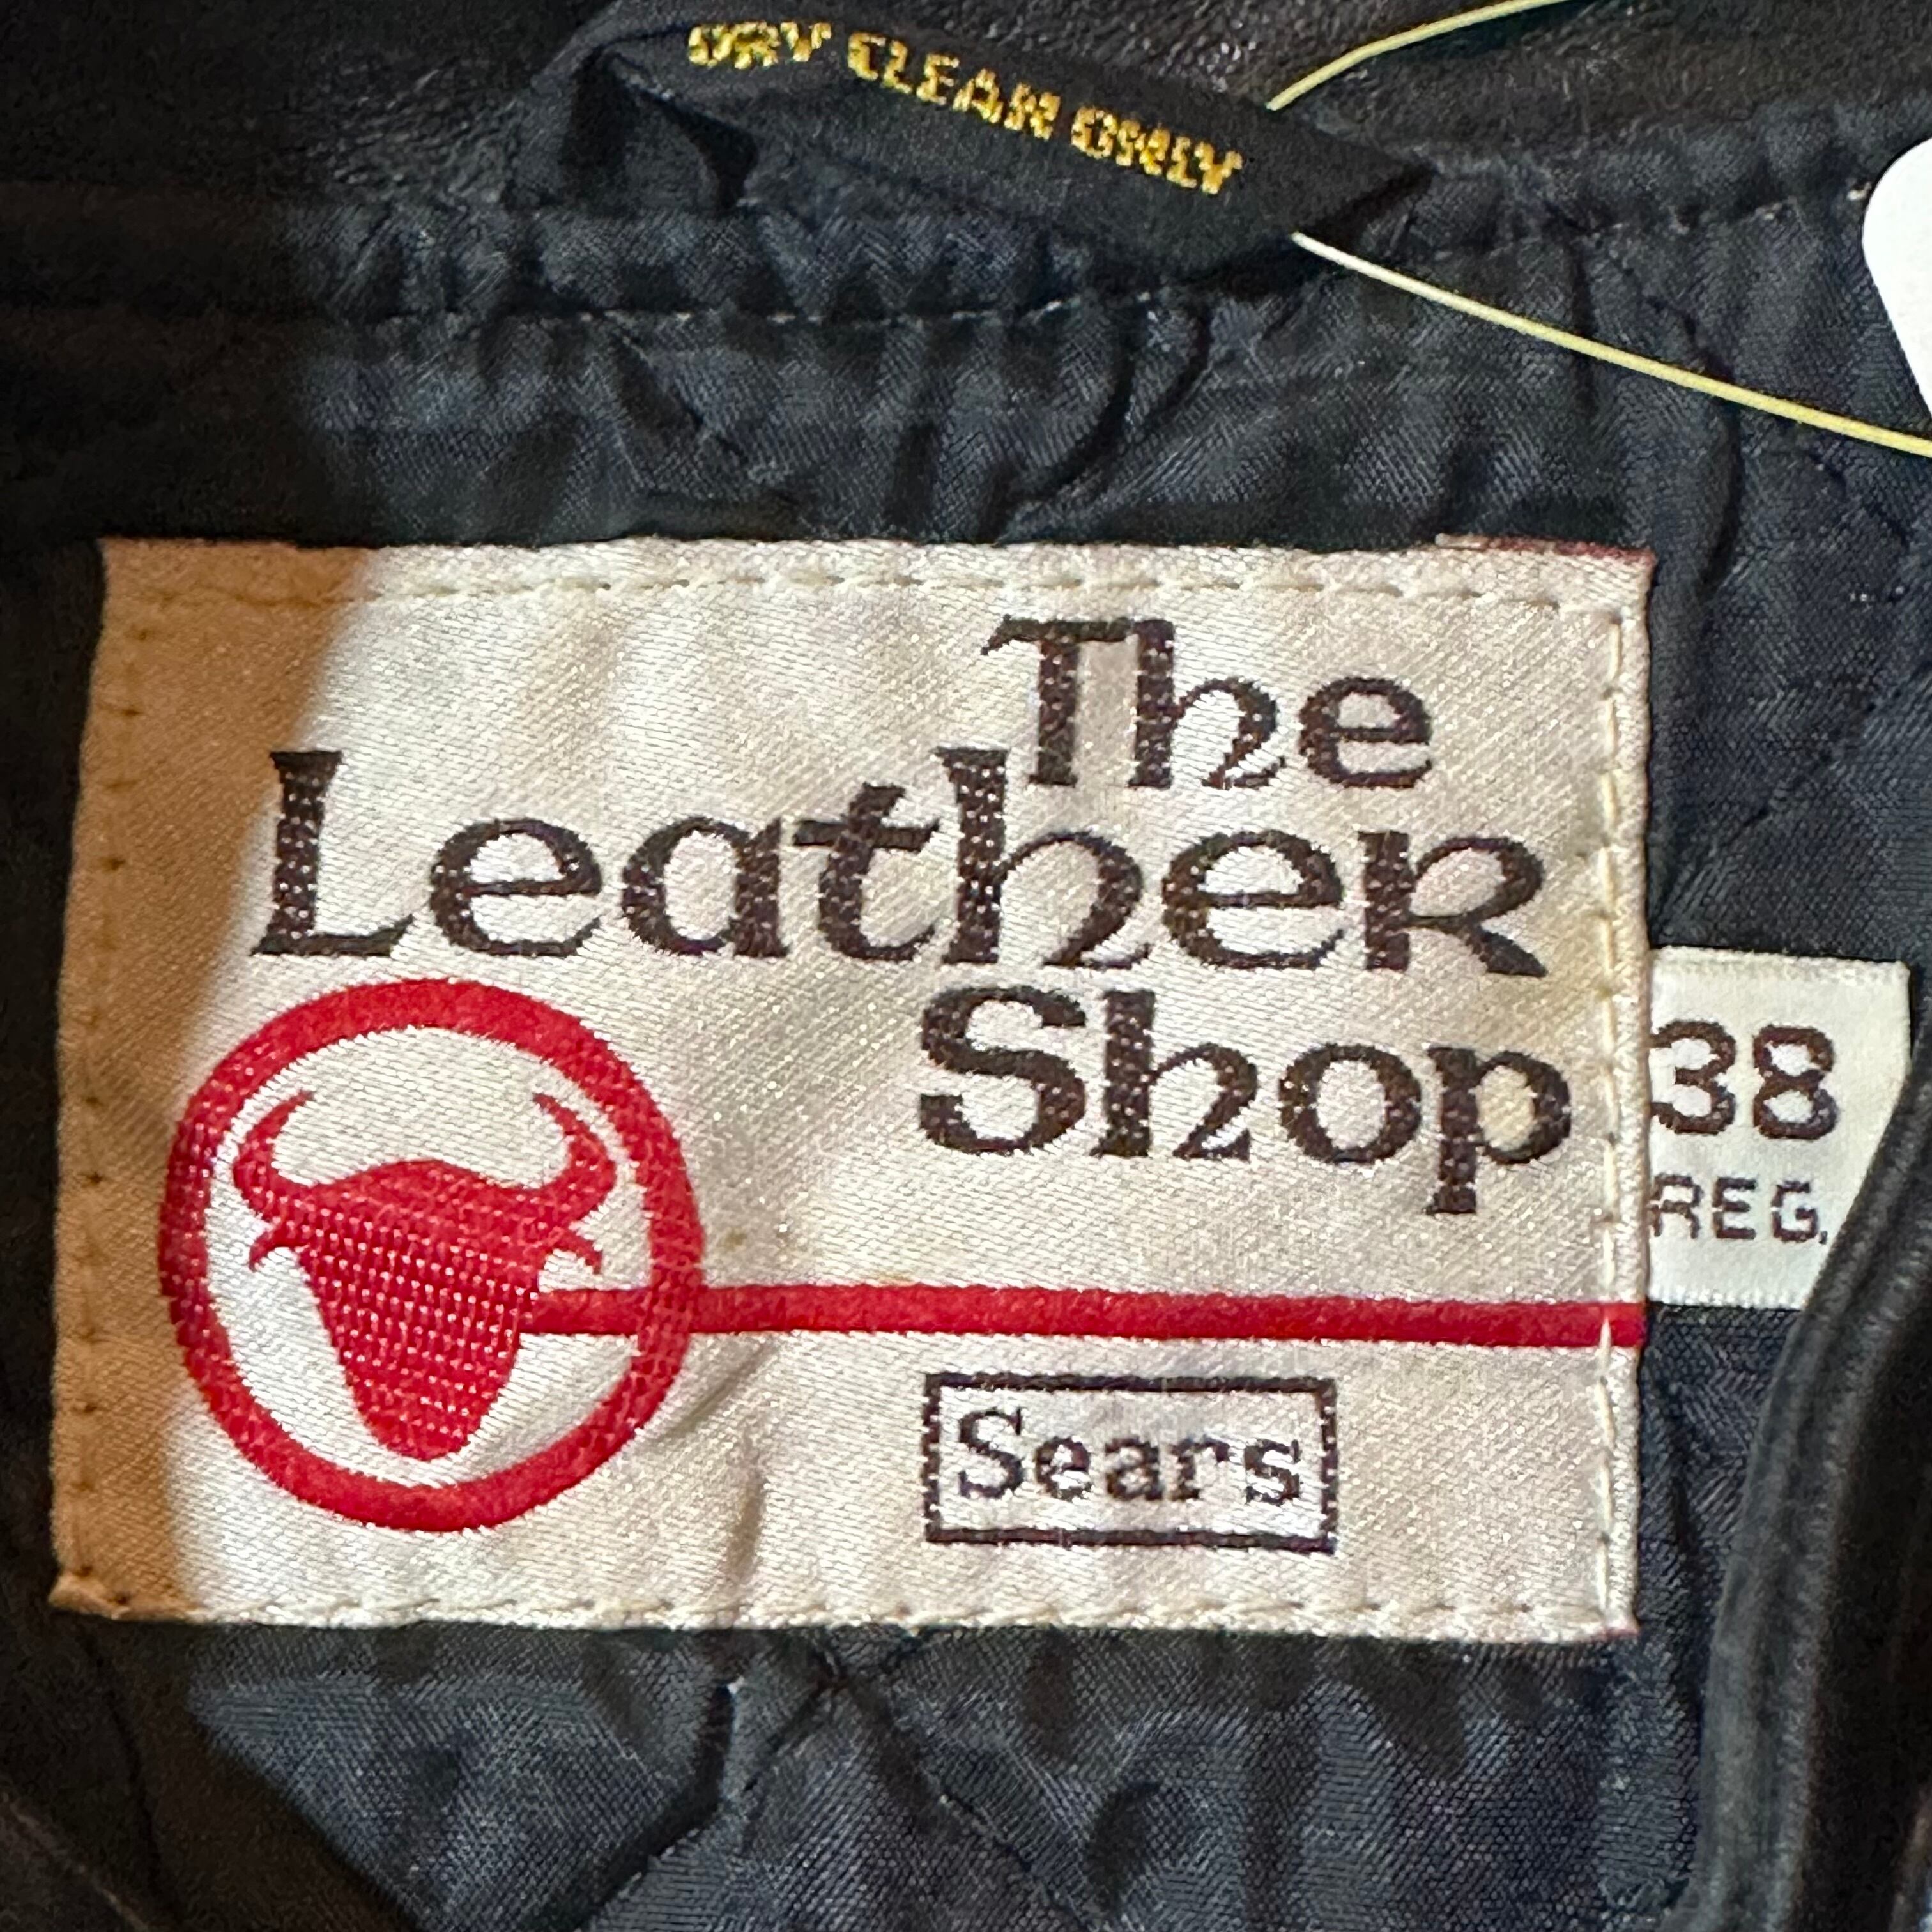 DRY CLEAN ONLY
The
Leather
Shop
38
REG.
Sears